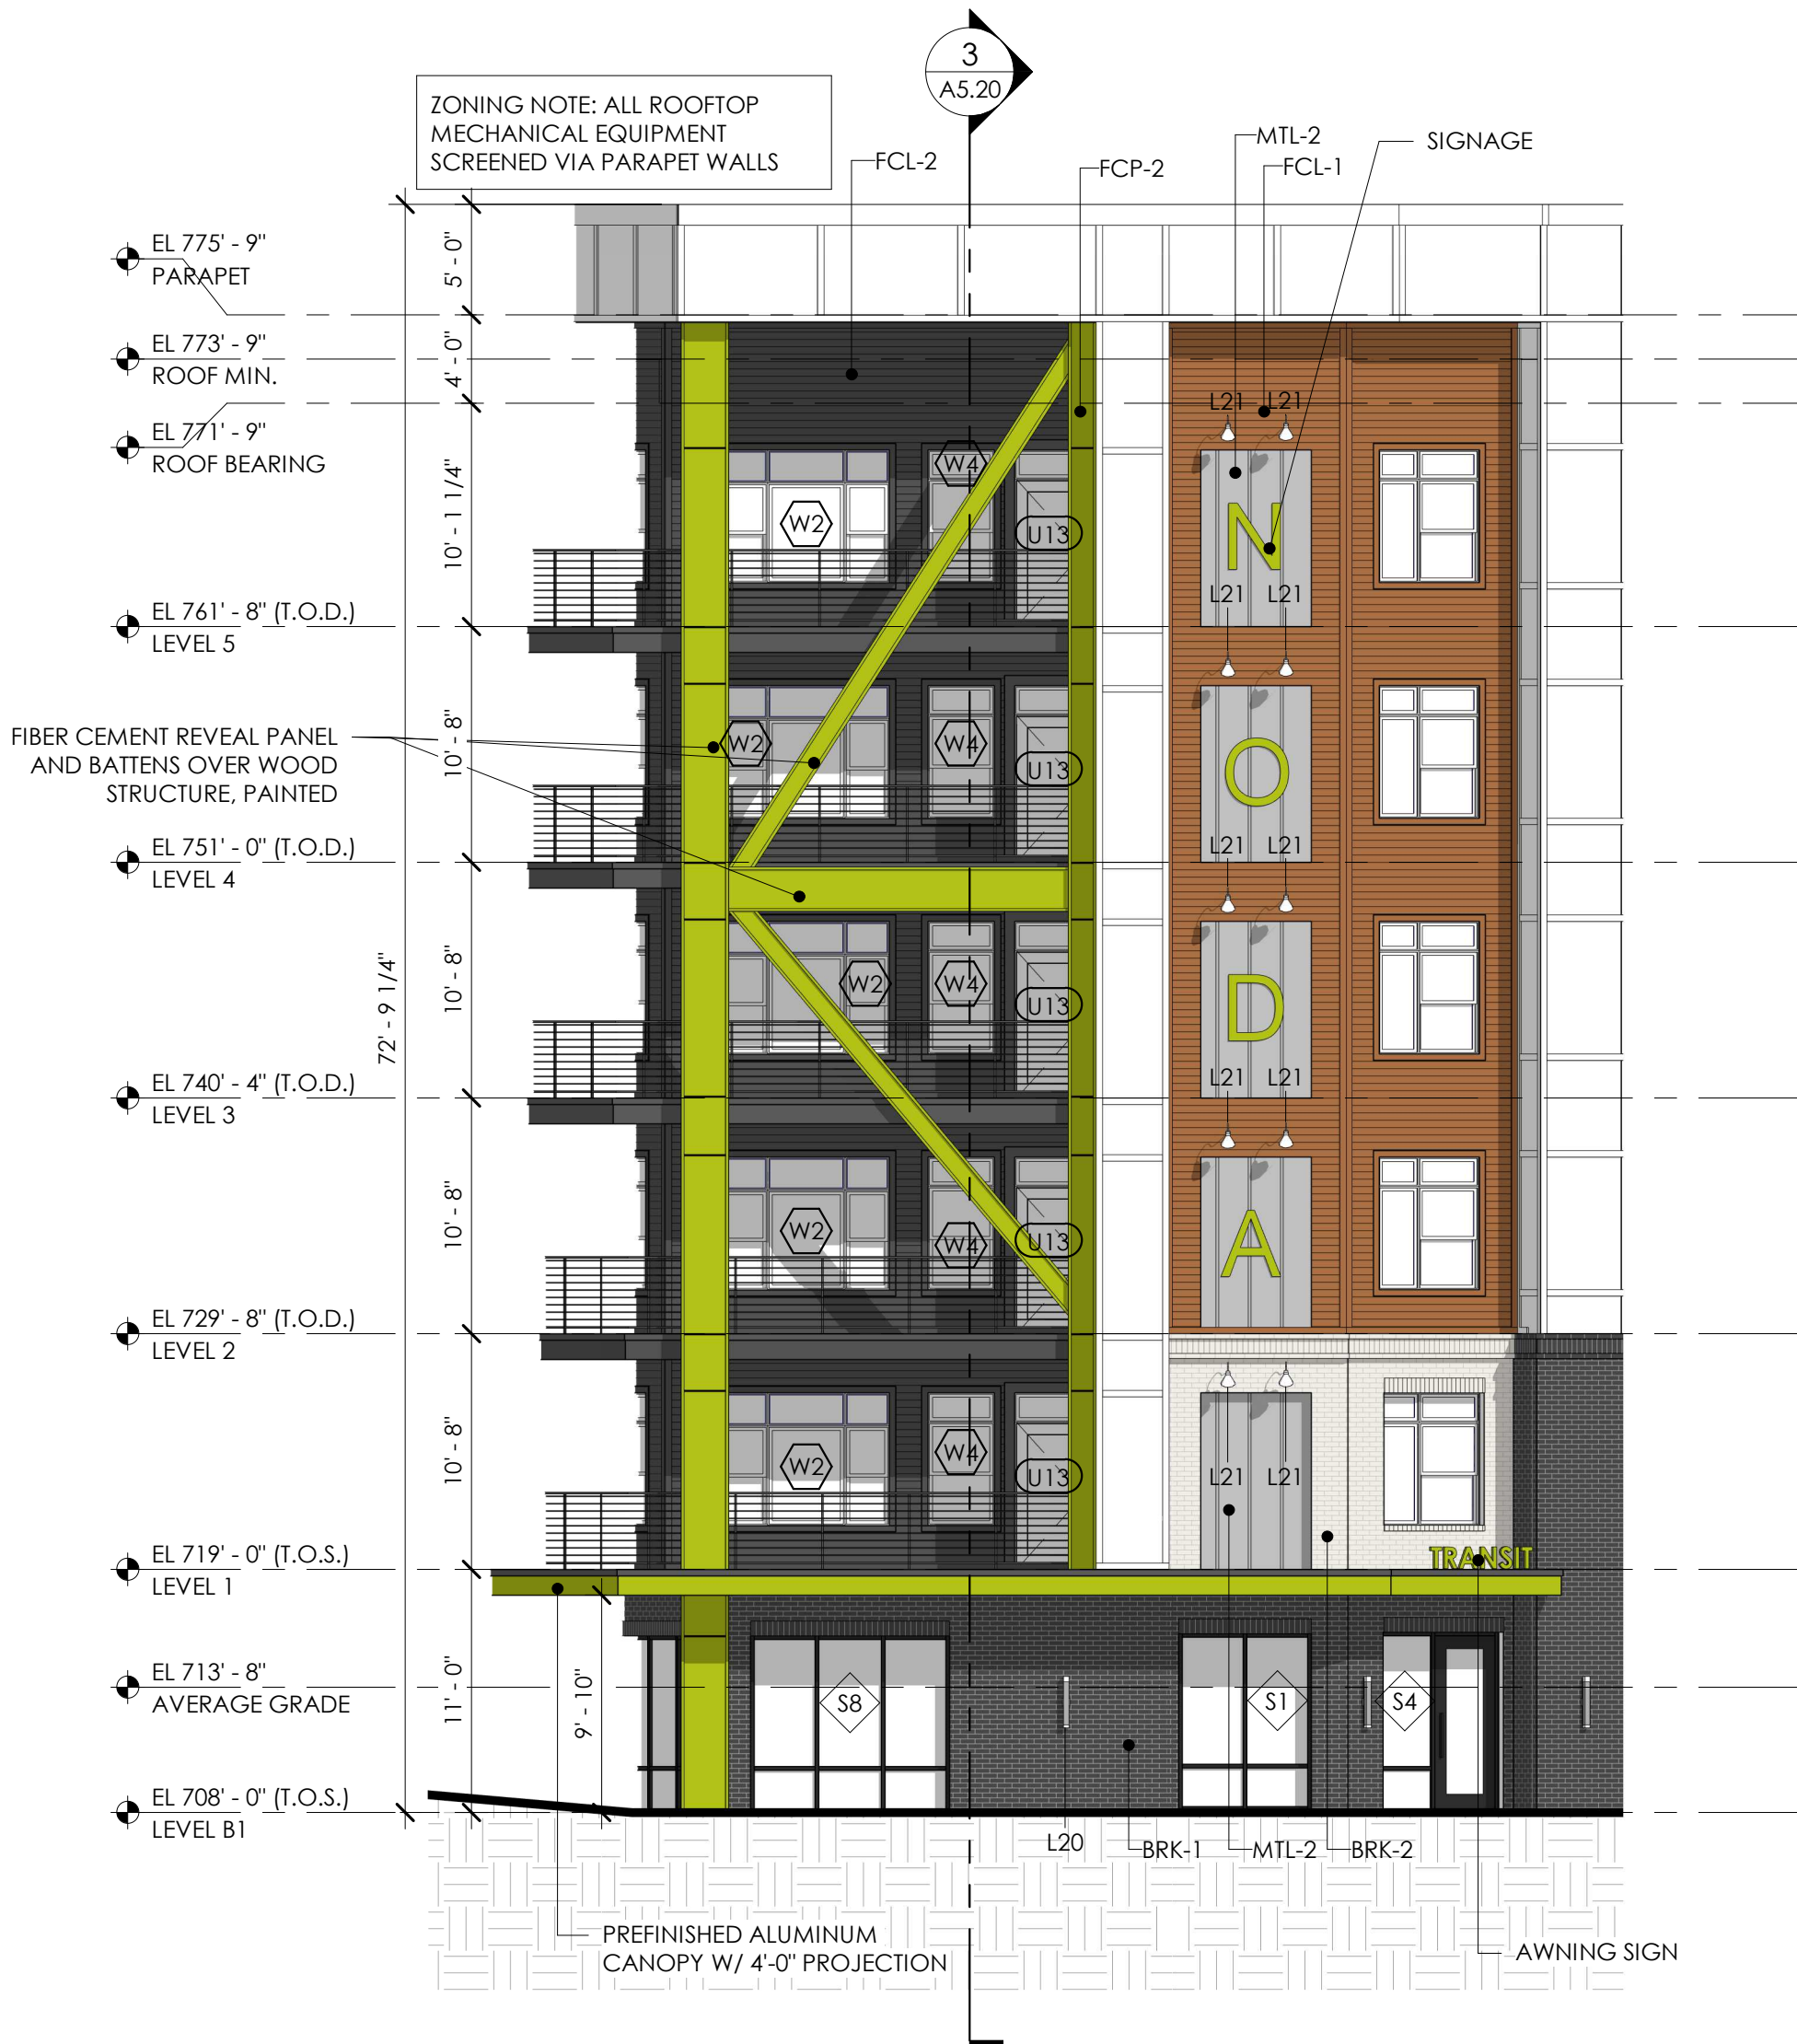 3
A5.20
ZONING NOTE: ALL ROOFTOP
MECHANICAL EQUIPMENT
SCREENED VIA PARAPET WALLS
FCL-2
FCP-2
MTL-2
FCL-1
SIGNAGE
EL 775' - 9"
PARAPET
5' - 0"
EL 773' - 9"
ROOF MIN.
4' - 0"
EL 771' - 9"
ROOF BEARING
L21 L21
W4
W2
U13
N
10' - 1 1/4"
L21 L21
EL 761' - 8" (T.O.D.)
LEVEL 5
FIBER CEMENT REVEAL PANEL
AND BATTENS OVER WOOD
STRUCTURE, PAINTED
10' - 8"
W2
W4
U13
O
L21 L21
EL 751' - 0" (T.O.D.)
LEVEL 4
72' - 9 1/4"
10' - 8"
W2
W4
U13
D
L21 L21
EL 740' - 4" (T.O.D.)
LEVEL 3
10' - 8"
W2
W4
U13
A
EL 729' - 8" (T.O.D.)
LEVEL 2
10' - 8"
W2
W4
U13
L21 L21
TRANSIT
EL 719' - 0" (T.O.S.)
LEVEL 1
EL 713' - 8"
AVERAGE GRADE
11' - 0"
9' - 10"
S8
S1
S4
EL 708' - 0" (T.O.S.)
LEVEL B1
L20
BRK-1
MTL-2
BRK-2
PREFINISHED ALUMINUM
CANOPY W/ 4'-0" PROJECTION
AWNING SIGN